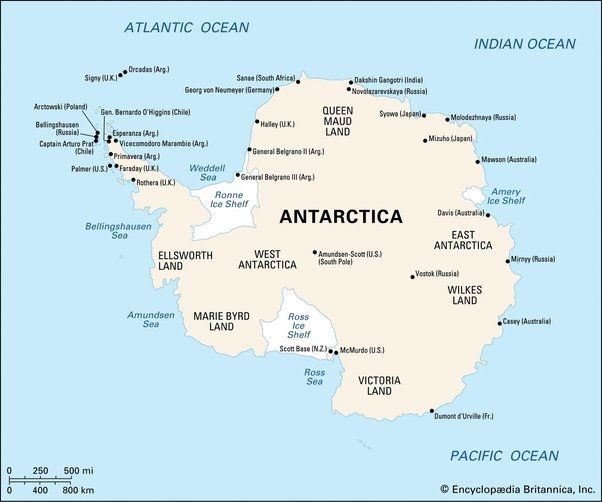 ATLANTIC OCEAN
INDIAN OCEAN
Orcadas (Arg.)
Signy (U.K.)
Sanae (South Africa)
Dakshin Gangotri (India)
Georg von Neumeyer (Germany)
Novolazarevskaya (Russia)
Arctowski (Poland)
Gen. Bernardo O'Higgins (Chile)
QUEEN
MAUD
LAND
Syowa (Japan)
Molodezhnaya (Russia)
Bellingshausen
(Russia)
Halley (U.K.)
Esperanza (Arg.)
Captain Arturo Prat
(Chile)
Vicecomodoro Marambio (Arg.)
Mizuho (Japan)
General Belgrano II (Arg.)
Primavera (Arg.)
Mawson (Australia)
Palmer (U.S.)
Faraday (U.K.)
Weddell
Sea
General Belgrano III (Arg.)
Rothera (U.K.)
Ronne
Ice Shelf
Amery
Ice Shelf
ANTARCTICA
Davis (Australia)
Bellingshausen
Sea
EAST
ANTARCTICA
ELLSWORTH
LAND
WEST
ANTARCTICA
Amundsen-Scott (U.S.)
(South Pole)
Mirnyy (Russia)
Vostok (Russia)
WILKES
LAND
Amundsen
Sea
MARIE BYRD
LAND
Ross
Ice
Shelf
Casey (Australia)
Scott Base (N.Z.)
McMurdo (U.S.)
Ross
Sea
VICTORIA
LAND
Dumont d'Urville (Fr.)
PACIFIC OCEAN
0 250 500 mi
0 400 800 km
© Encyclopædia Britannica, Inc.